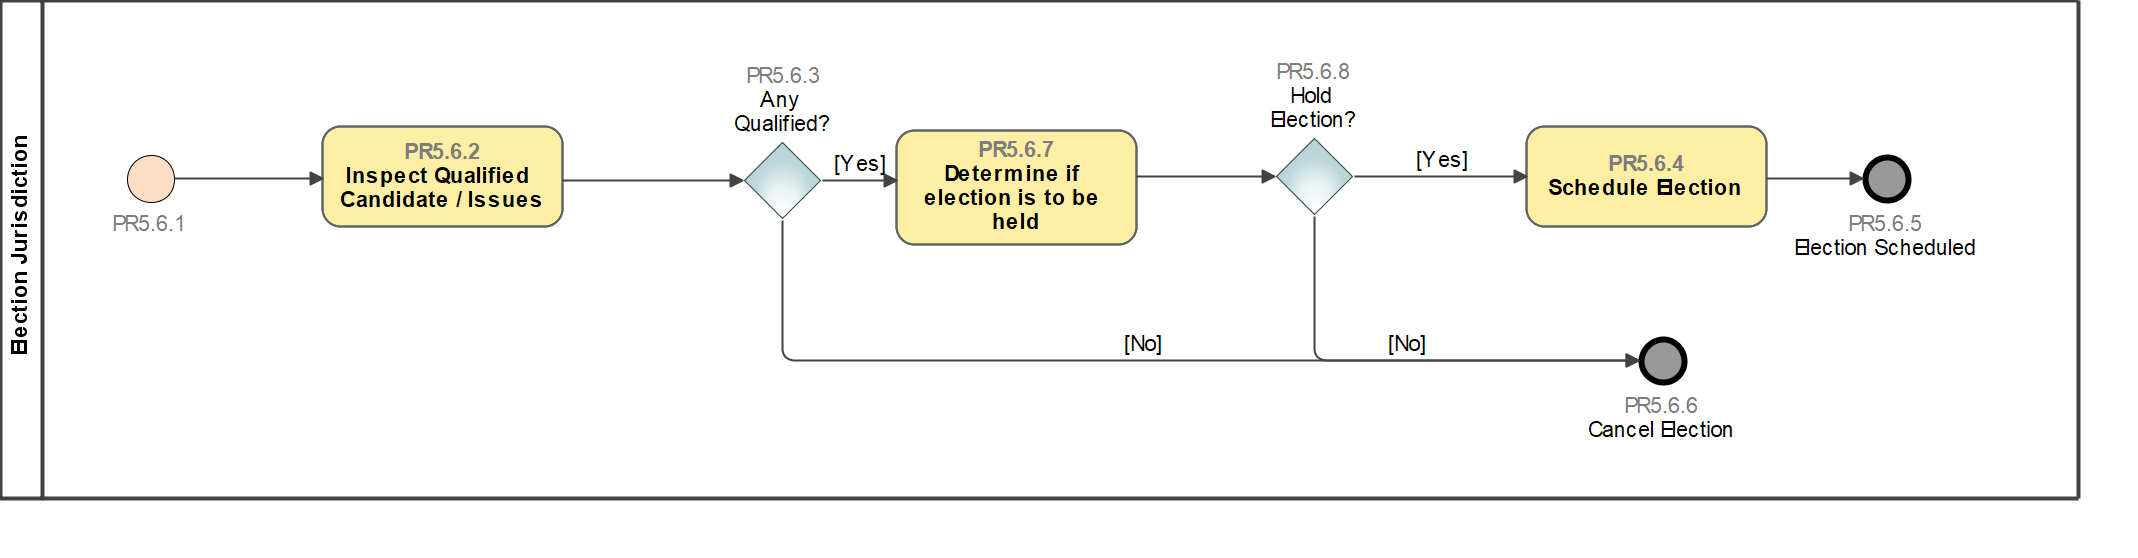 Election Jurisdiction
PR5.6.1
PR5.6.2
Inspect Qualified
Candidate / Issues
PR5.6.3
Any
Qualified?
[Yes]
[No]
PR5.6.7
Determine if
election is to be
held
PR5.6.8
Hold
Election?
[Yes]
[No]
PR5.6.4
Schedule Election
PR5.6.5
Election Scheduled
PR5.6.6
Cancel Election